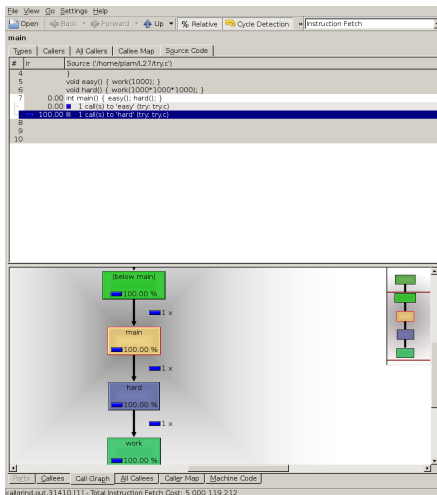 File View Go Settings Help
Open Back Forward Up % Relative Cycle Detection » Instruction Fetch
main
Types Callers All Callers Callee Map Source Code
# Ir Source ('/home/plam/L27/try.c')
4 }
5 void easy() { work(1000); }
6 void hard() { work(1000*1000*1000); }
7 0.00 int main() { easy(); hard(); }
0.00 1 call(s) to 'easy' (try: try.c)
100.00 1 call(s) to 'hard' (try: try.c)
8
9
10
(below main)
100.00 %
1 x
main
100.00 %
1 x
hard
100.00 %
1 x
work
100.00 %
Parts Callees Call Graph All Callees Caller Map Machine Code
callgrind.out.31410 [1] - Total Instruction Fetch Cost: 5 000 119 212